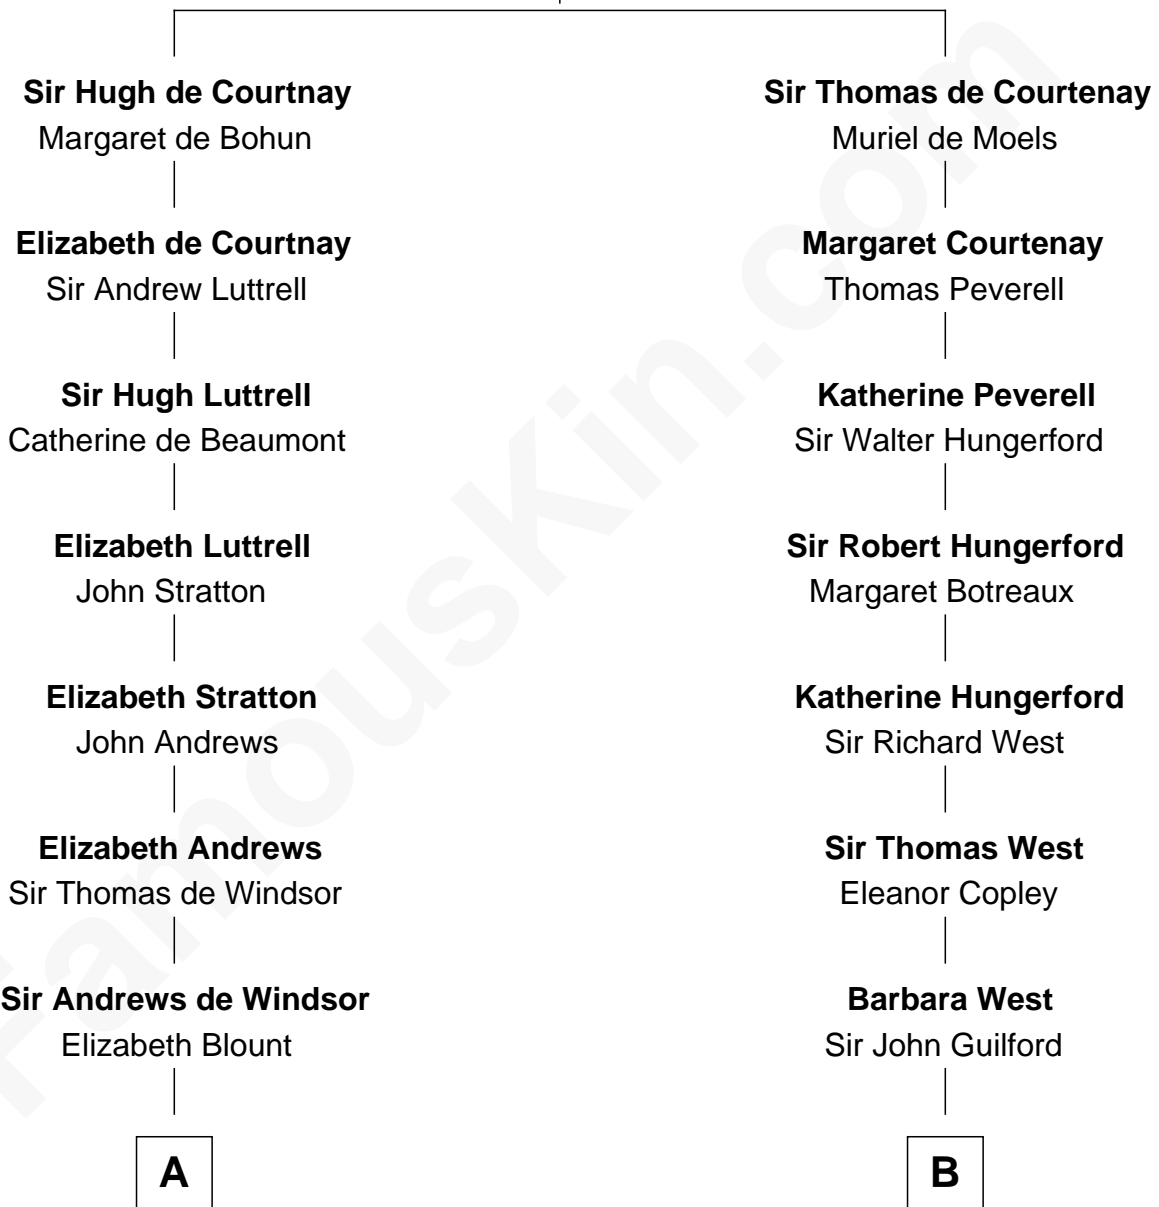 Sir Hugh de Courtnay
Margaret de Bohun
Elizabeth de Courtnay
Sir Andrew Luttrell
Sir Hugh Luttrell
Catherine de Beaumont
Elizabeth Luttrell
John Stratton
Elizabeth Stratton
John Andrews
Elizabeth Andrews
Sir Thomas de Windsor
Sir Andrews de Windsor
Elizabeth Blount
A
Sir Thomas de Courtenay
Muriel de Moels
Margaret Courtenay
Thomas Peverell
Katherine Peverell
Sir Walter Hungerford
Sir Robert Hungerford
Margaret Botreaux
Katherine Hungerford
Sir Richard West
Sir Thomas West
Eleanor Copley
Barbara West
Sir John Guilford
B
FamousKin.com